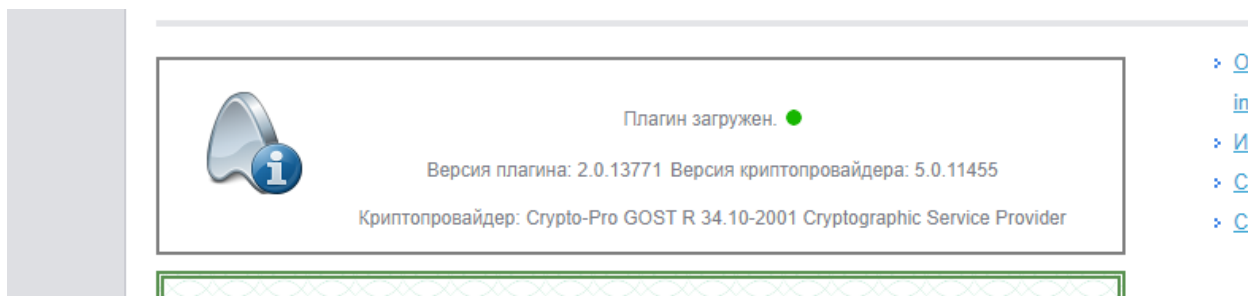 Плагин загружен.
Версия плагина: 2.0.13771 Версия криптопровайдера: 5.0.11455
Криптопровайдер: Crypto-Pro GOST R 34.10-2001 Cryptographic Service Provider